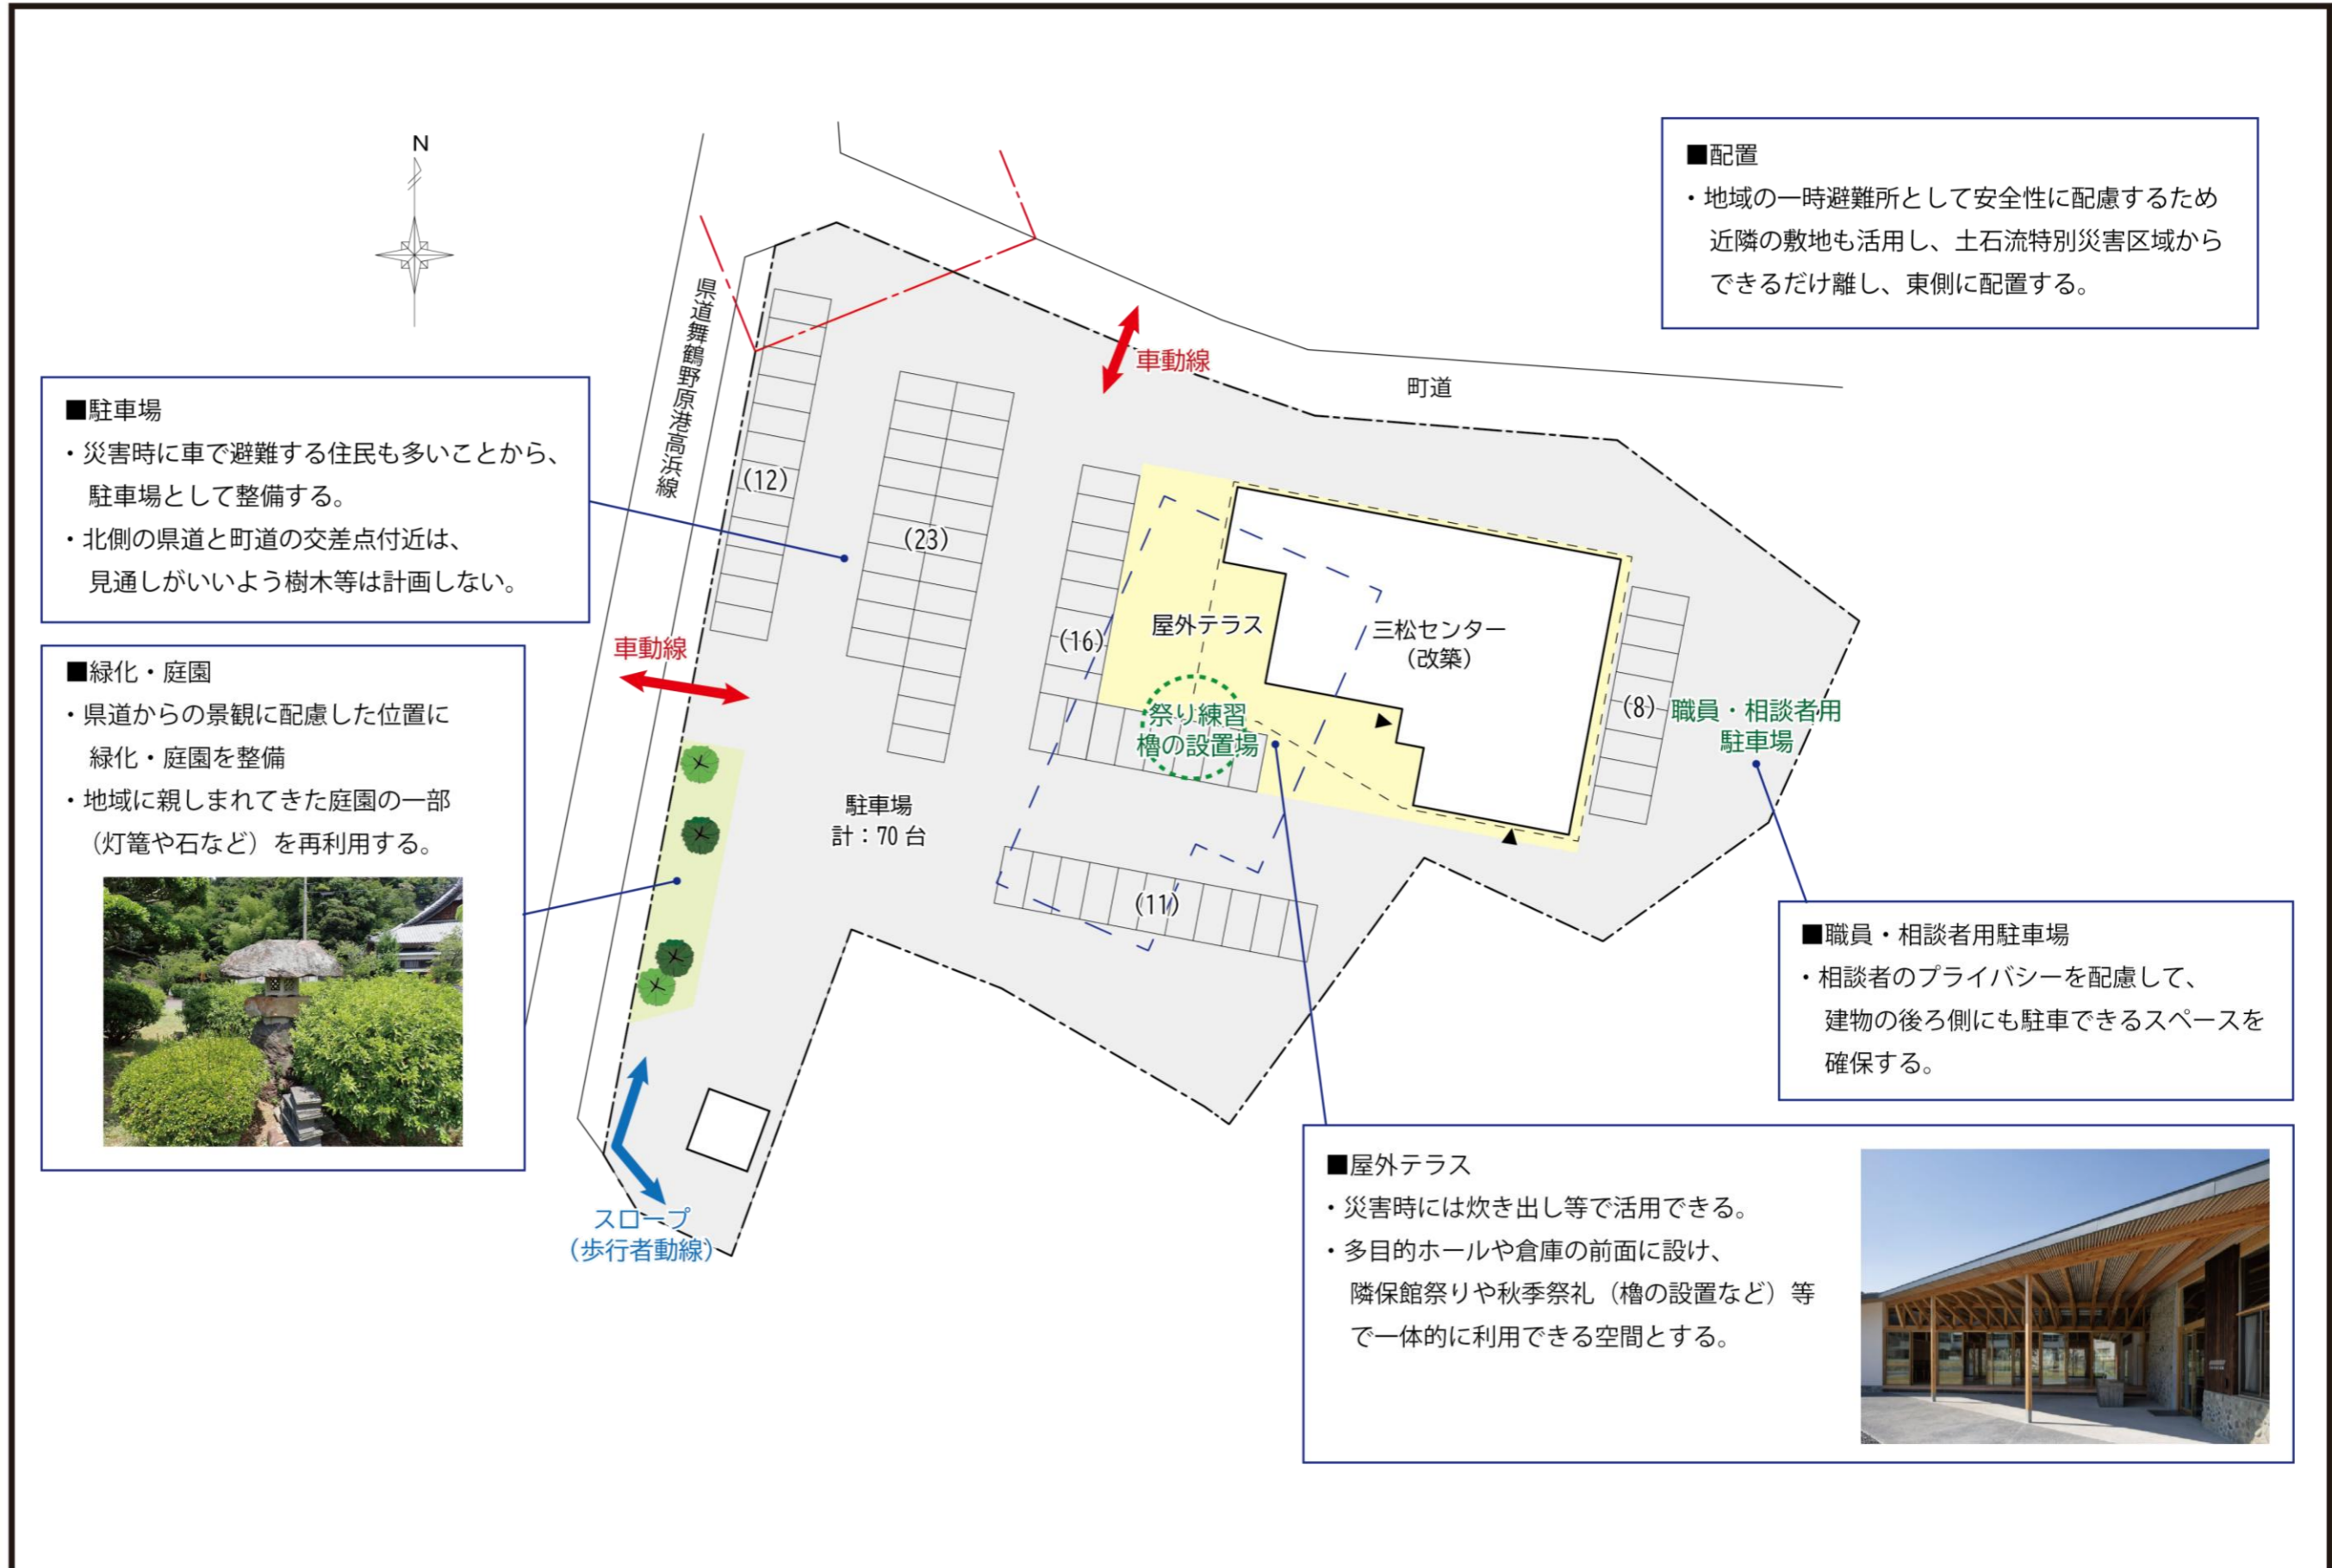 N
■配置
・地域の一時避難所として安全性に配慮するため
近隣の敷地も活用し、土石流特別災害区域から
できるだけ離し、東側に配置する。
県道舞鶴野原港高浜線
車動線
町道
■駐車場
・災害時に車で避難する住民も多いことから、
駐車場として整備する。
・北側の県道と町道の交差点付近は、
見通しがいいよう樹木等は計画しない。
(12)
(23)
(16)
屋外テラス
三松センター
（改築）
(8)
職員・相談者用
駐車場
祭り練習
櫓の設置場
車動線
■緑化・庭園
・県道からの景観に配慮した位置に
緑化・庭園を整備
・地域に親しまれてきた庭園の一部
（灯篭や石など）を再利用する。
駐車場
計：70 台
(11)
■職員・相談者用駐車場
・相談者のプライバシーを配慮して、
建物の後ろ側にも駐車できるスペースを
確保する。
スロープ
（歩行者動線）
■屋外テラス
・災害時には炊き出し等で活用できる。
・多目的ホールや倉庫の前面に設け、
隣保館祭りや秋季祭礼（櫓の設置など）等
で一体的に利用できる空間とする。